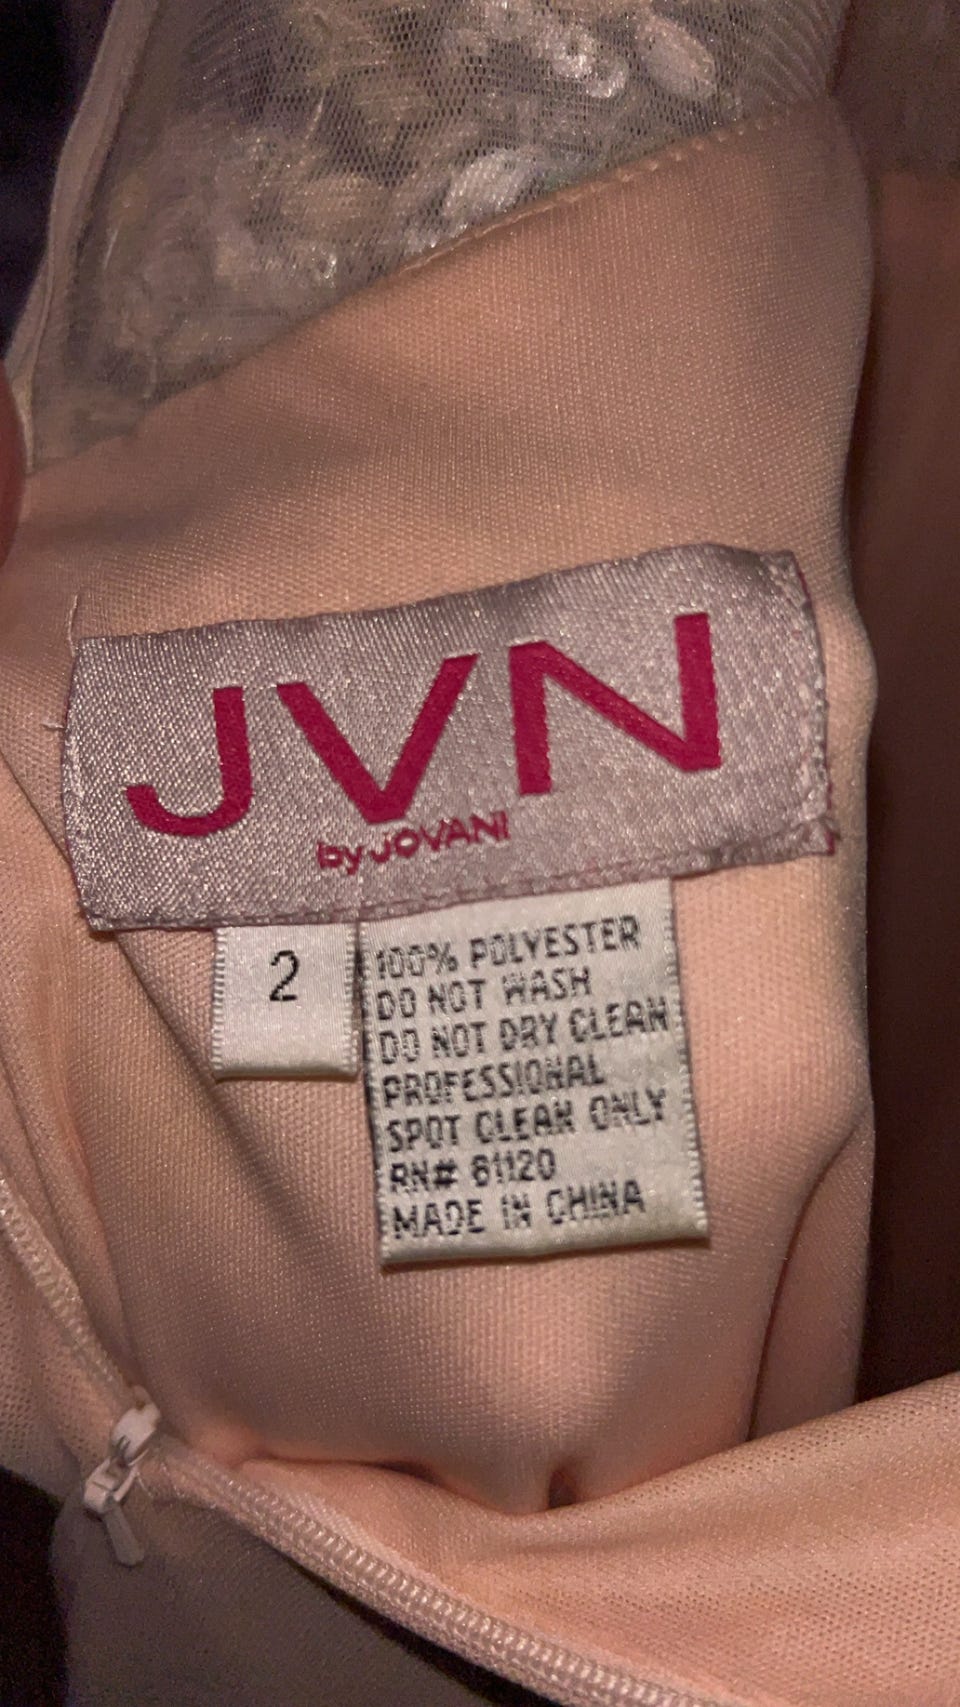 JVN
by JOVANI
2
100% POLYESTER
DO NOT WASH
DO NOT DRY CLEAN
PROFESSIONAL
SPOT CLEAN ONLY
RN# 61120
MADE IN CHINA